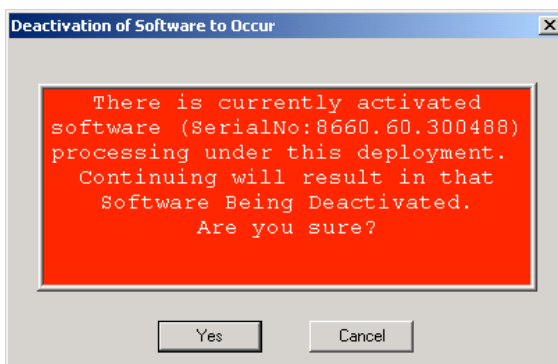 Deactivation of Software to Occur
There is currently activated
software (SerialNo:8660.60.300488)
processing under this deployment.
Continuing will result in that
Software Being Deactivated.
Are you sure?
Yes Cancel